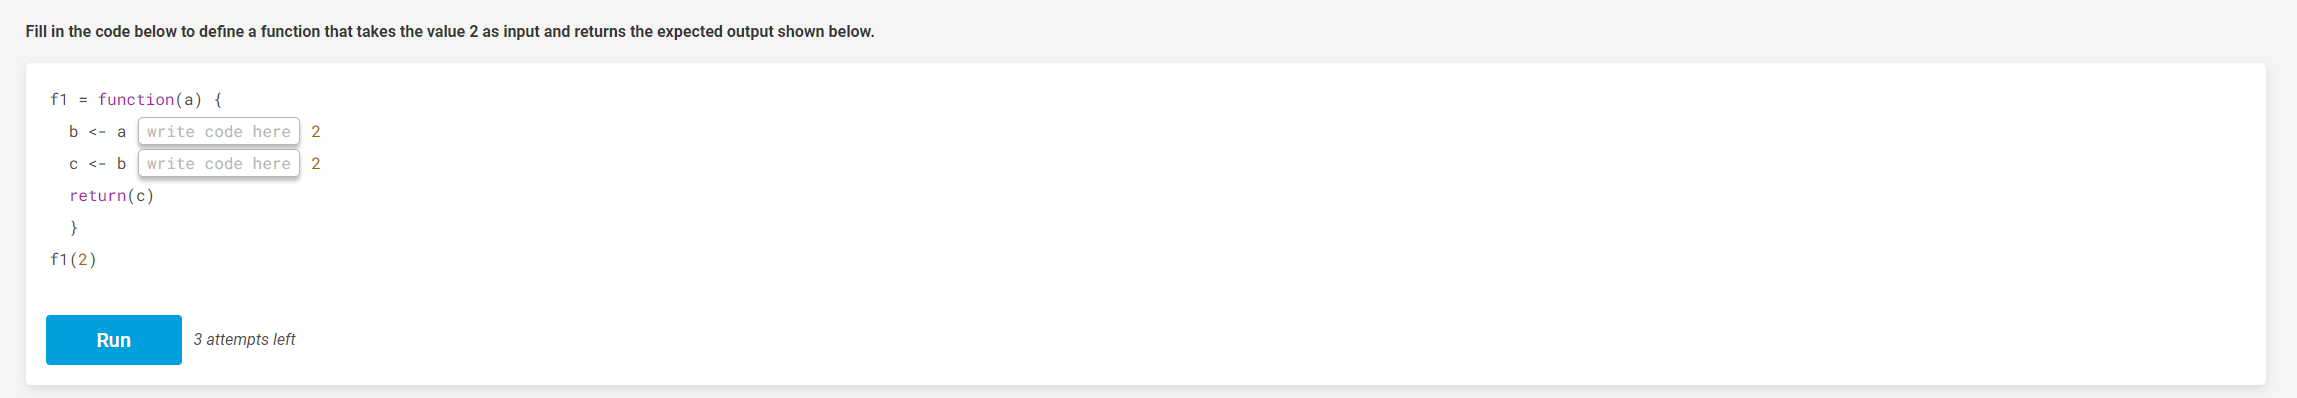 Fill in the code below to define a function that takes the value 2 as input and returns the expected output shown below.
f1 = function(a) {
b <- a write code here 2
c <- b write code here 2
return(c)
}
f1(2)
Run 3 attempts left